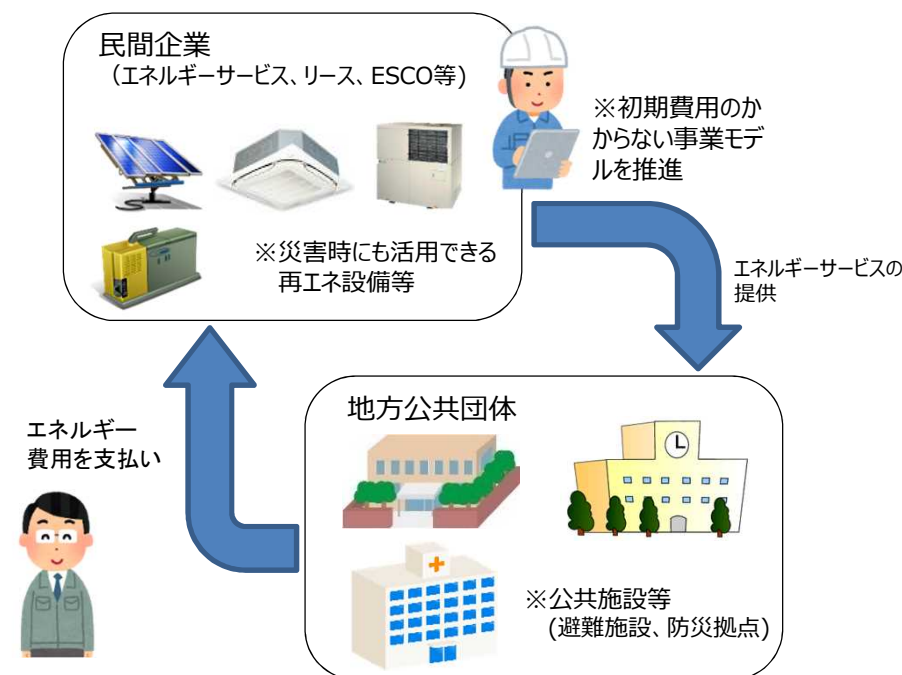 民間企業
（エネルギーサービス、リース、ESCO等)
※初期費用のか
からない事業モデ
ルを推進
※災害時にも活用できる
再エネ設備等
エネルギーサービスの
提供
地方公共団体
エネルギー
費用を支払い
※公共施設等
(避難施設、防災拠点)